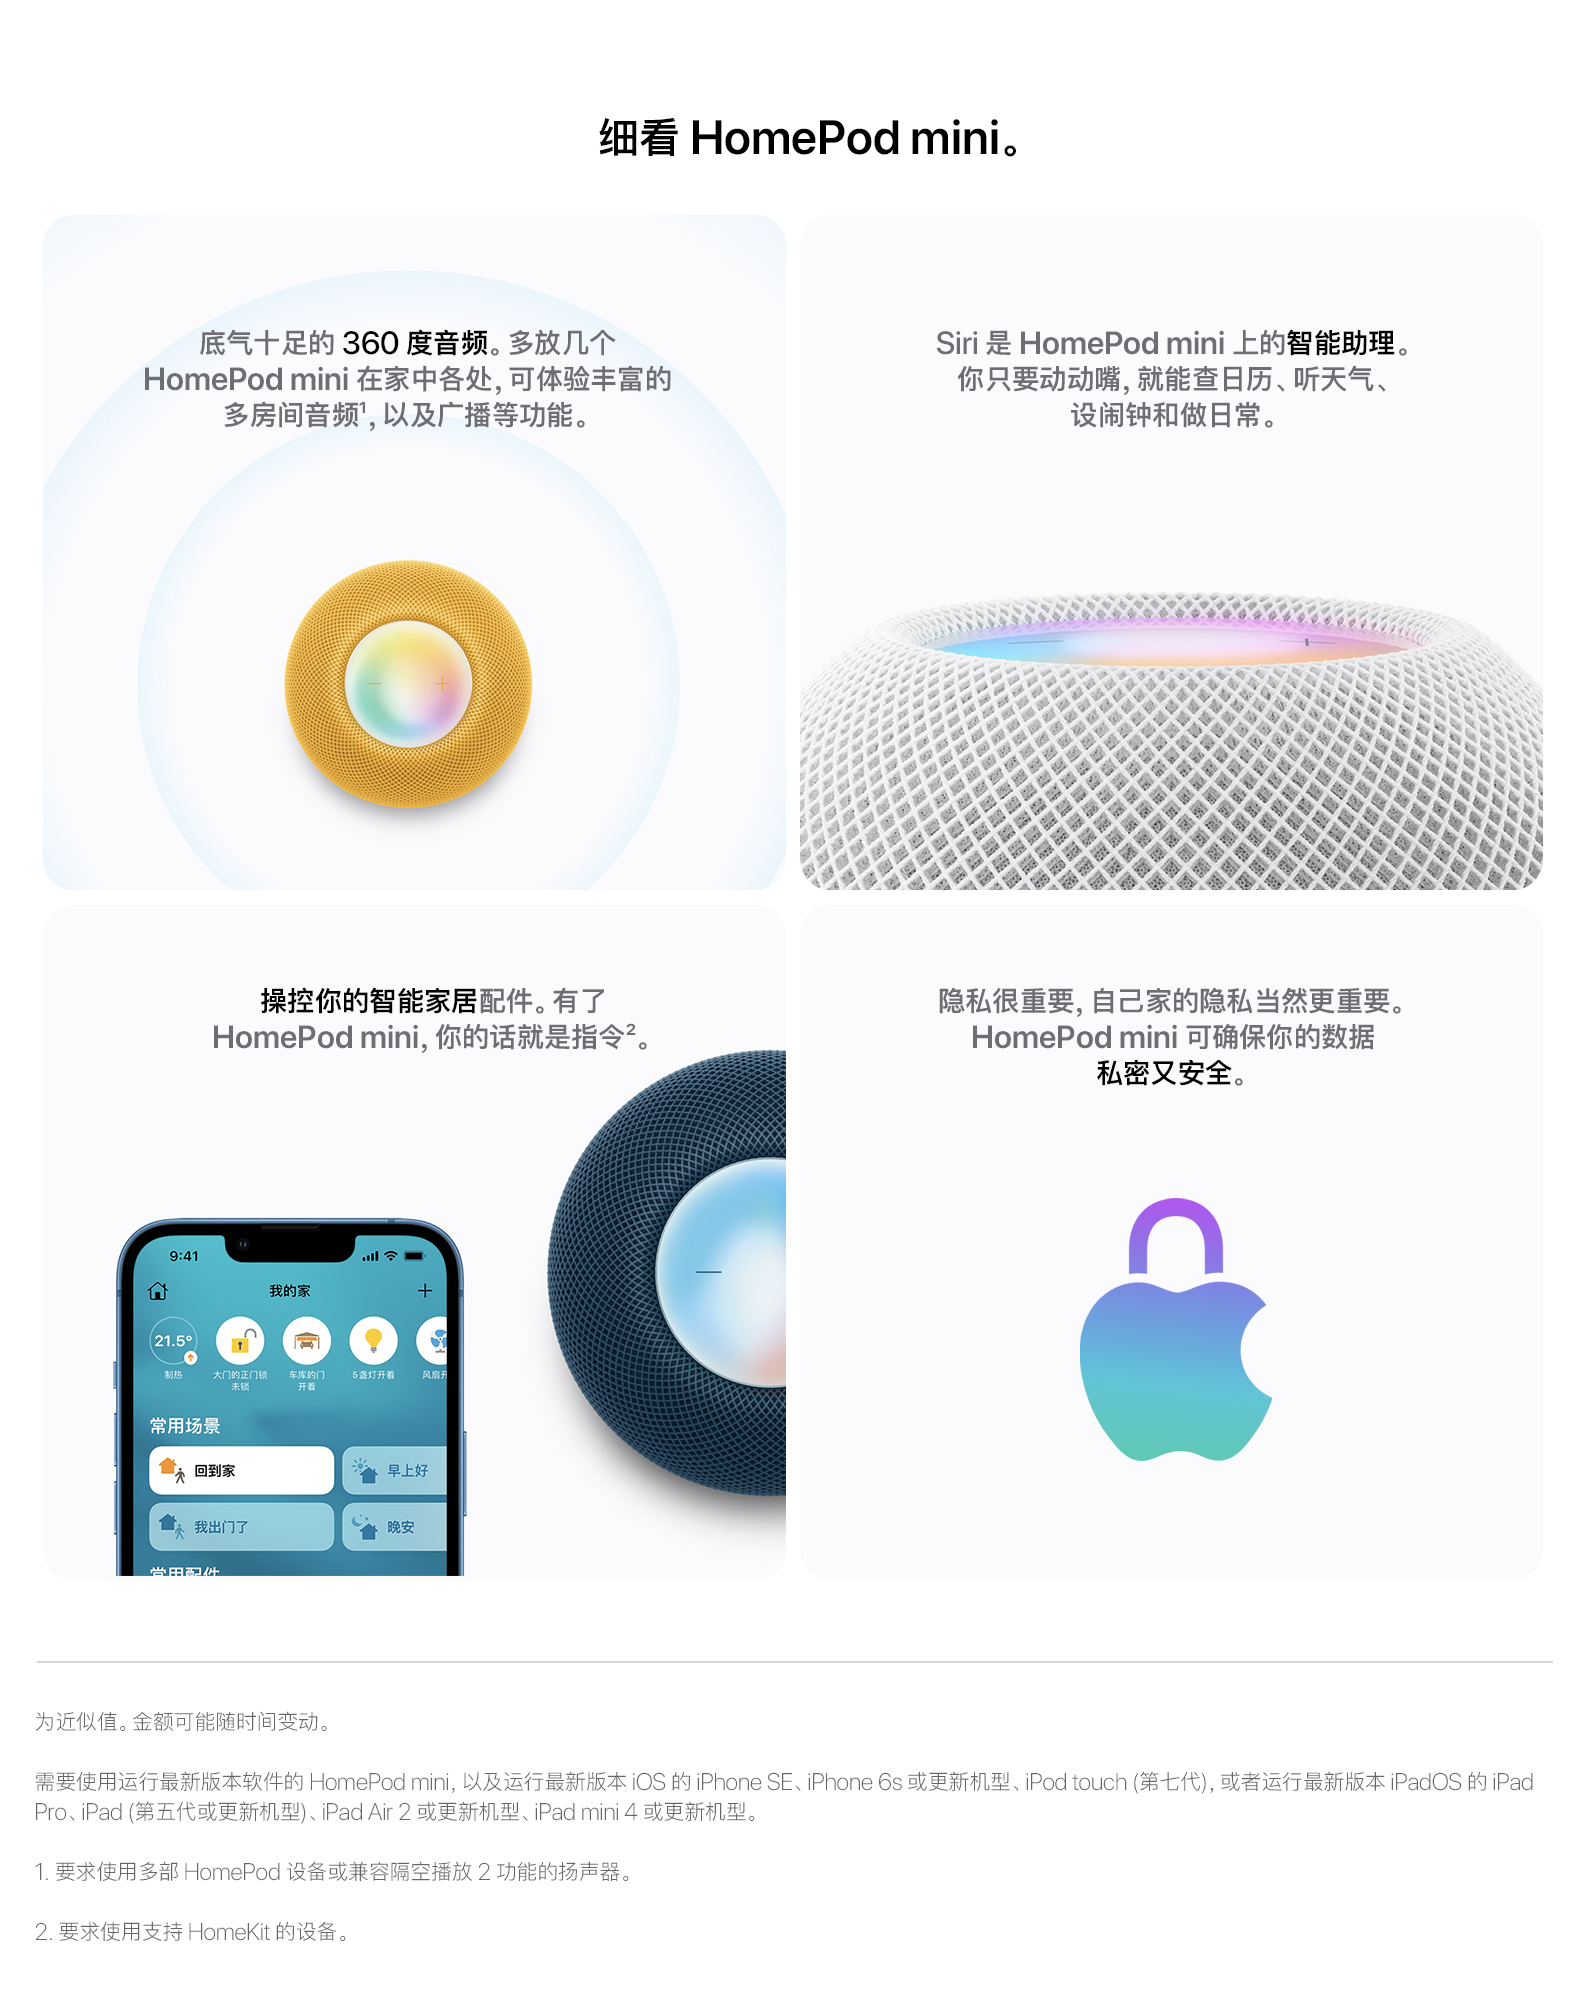 细看 HomePod mini。
底气十足的 360 度音频。多放几个
HomePod mini 在家中各处，可体验丰富的
多房间音频¹，以及广播等功能。
Siri 是 HomePod mini 上的智能助理。
你只要动动嘴，就能查日历、听天气、
设闹钟和做日常。
操控你的智能家居配件。有了
HomePod mini，你的话就是指令²。
9:41
我的家
21.5°
制热
大门的正门锁
未锁
车库的门
开着
5 盏灯开着
风扇开
常用场景
回到家
早上好
我出门了
晚安
常用配件
隐私很重要，自己家的隐私当然更重要。
HomePod mini 可确保你的数据
私密又安全。
为近似值。金额可能随时间变动。
需要使用运行最新版本软件的 HomePod mini，以及运行最新版本 iOS 的 iPhone SE、iPhone 6s 或更新机型、iPod touch (第七代)，或者运行最新版本 iPadOS 的 iPad
Pro、iPad (第五代或更新机型)、iPad Air 2 或更新机型、iPad mini 4 或更新机型。
1. 要求使用多部 HomePod 设备或兼容隔空播放 2 功能的扬声器。
2. 要求使用支持 HomeKit 的设备。